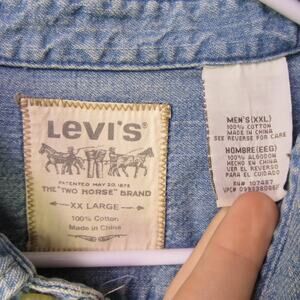 Levi's
PATENTED MAY 20, 1873
THE "TWO HORSE" BRAND
XX LARGE
100% Cotton
Made in China
MEN'S (XXL)
100% COTTON
MADE IN CHINA
SEE REVERSE FOR CARE
HOMBRE (EEG)
100% ALGODON
HECHO EN CHINA
VER EL REVERSO
PARA EL CUIDADO
RN# 107487